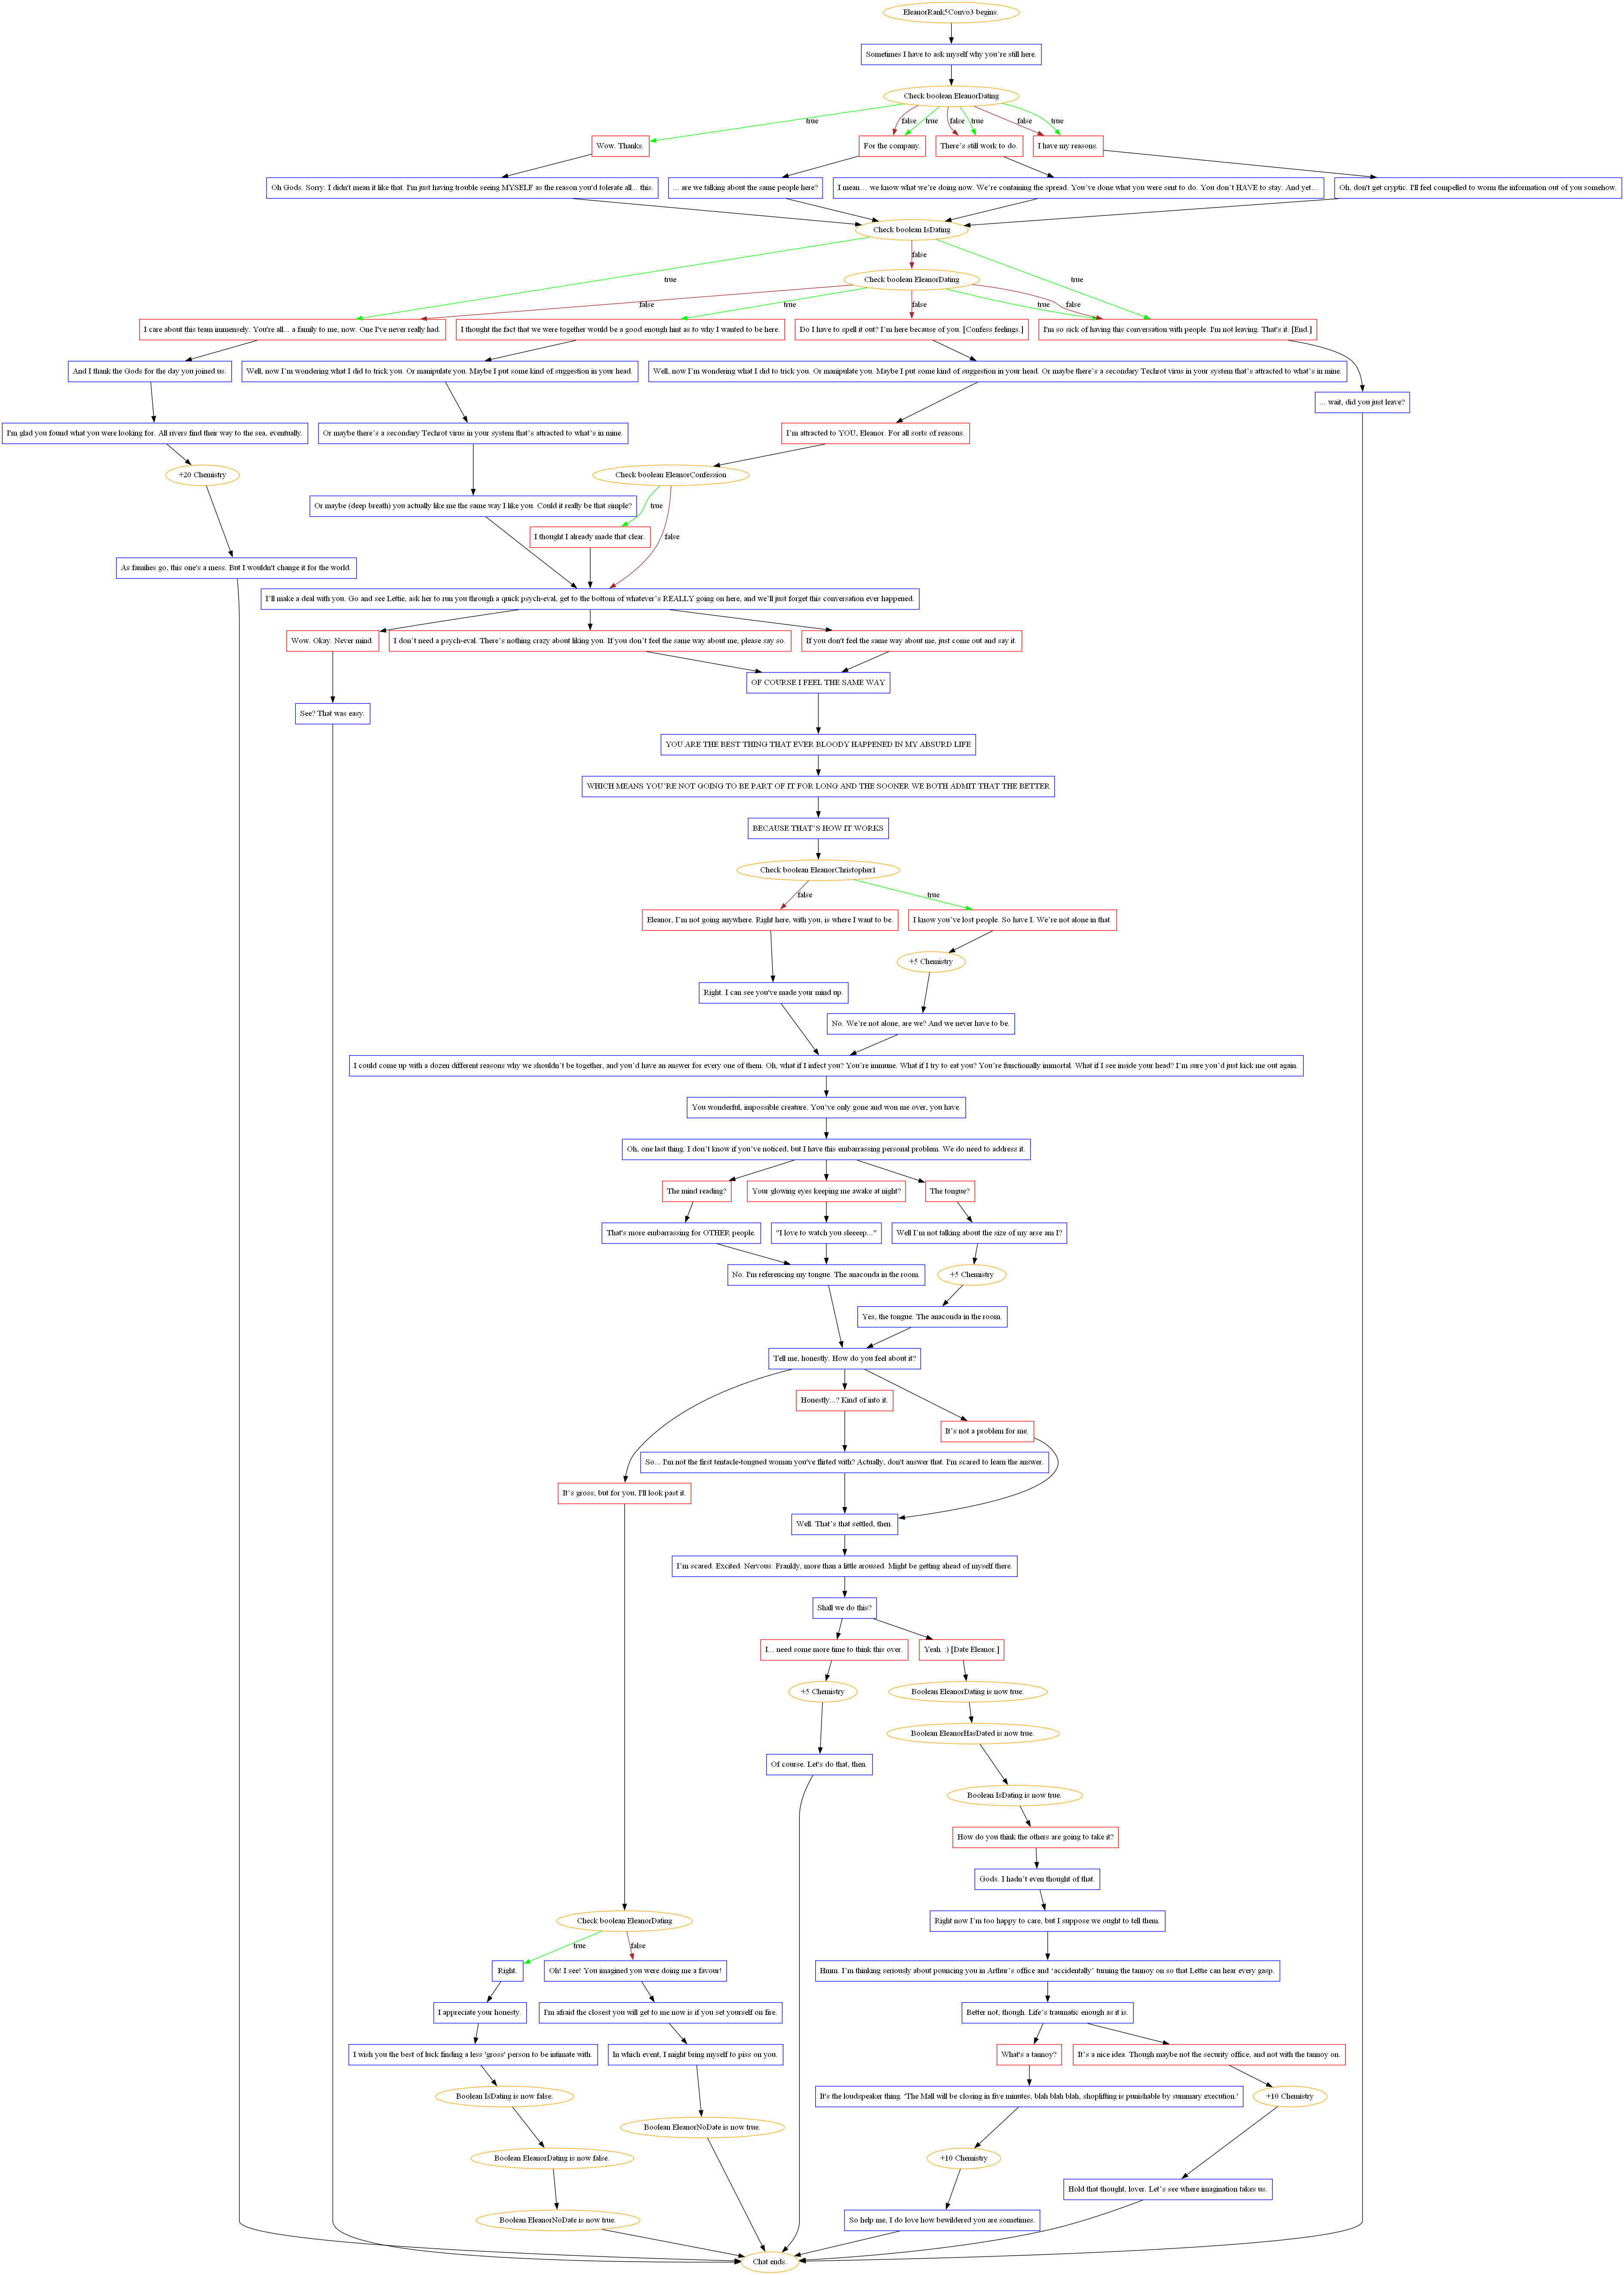 EleanorRank5Convo3 begins.
Sometimes I have to ask myself why you're still here.
Check boolean EleanorDating
true
false
true
false
true
false
true
Wow. Thanks.
For the company.
There's still work to do.
I have my reasons.
Oh Gods. Sorry. I didn't mean it like that. I'm just having trouble seeing MYSELF as the reason you'd tolerate all... this.
... are we talking about the same people here?
I mean… we know what we're doing now. We're containing the spread. You've done what you were sent to do. You don't HAVE to stay. And yet…
Oh, don't get cryptic. I'll feel compelled to worm the information out of you somehow.
Check boolean IsDating
false
true
true
Check boolean EleanorDating
false
true
false
true
false
I care about this team immensely. You're all... a family to me, now. One I've never really had.
I thought the fact that we were together would be a good enough hint as to why I wanted to be here.
Do I have to spell it out? I'm here because of you. [Confess feelings.]
I'm so sick of having this conversation with people. I'm not leaving. That's it. [End.]
And I thank the Gods for the day you joined us.
Well, now I'm wondering what I did to trick you. Or manipulate you. Maybe I put some kind of suggestion in your head.
Well, now I'm wondering what I did to trick you. Or manipulate you. Maybe I put some kind of suggestion in your head. Or maybe there's a secondary Techrot virus in your system that's attracted to what's in mine.
... wait, did you just leave?
I'm glad you found what you were looking for. All rivers find their way to the sea, eventually.
Or maybe there's a secondary Techrot virus in your system that's attracted to what's in mine.
I'm attracted to YOU, Eleanor. For all sorts of reasons.
+20 Chemistry
Check boolean EleanorConfession
Or maybe (deep breath) you actually like me the same way I like you. Could it really be that simple?
true
I thought I already made that clear.
false
As families go, this one's a mess. But I wouldn't change it for the world.
I'll make a deal with you. Go and see Lettie, ask her to run you through a quick psych-eval, get to the bottom of whatever's REALLY going on here, and we'll just forget this conversation ever happened.
Wow. Okay. Never mind.
I don't need a psych-eval. There's nothing crazy about liking you. If you don't feel the same way about me, please say so.
If you don't feel the same way about me, just come out and say it.
OF COURSE I FEEL THE SAME WAY
See? That was easy.
YOU ARE THE BEST THING THAT EVER BLOODY HAPPENED IN MY ABSURD LIFE
WHICH MEANS YOU'RE NOT GOING TO BE PART OF IT FOR LONG AND THE SOONER WE BOTH ADMIT THAT THE BETTER
BECAUSE THAT'S HOW IT WORKS
Check boolean EleanorChristopher1
false
true
Eleanor, I'm not going anywhere. Right here, with you, is where I want to be.
I know you've lost people. So have I. We're not alone in that.
+5 Chemistry
Right. I can see you've made your mind up.
No. We're not alone, are we? And we never have to be.
I could come up with a dozen different reasons why we shouldn't be together, and you'd have an answer for every one of them. Oh, what if I infect you? You're immune. What if I try to eat you? You're functionally immortal. What if I see inside your head? I'm sure you'd just kick me out again.
You wonderful, impossible creature. You've only gone and won me over, you have.
Oh, one last thing. I don't know if you've noticed, but I have this embarrassing personal problem. We do need to address it.
The mind reading?
Your glowing eyes keeping me awake at night?
The tongue?
That's more embarrassing for OTHER people.
"I love to watch you sleeeep..."
Well I'm not talking about the size of my arse am I?
No. I'm referencing my tongue. The anaconda in the room.
+5 Chemistry
Yes, the tongue. The anaconda in the room.
Tell me, honestly. How do you feel about it?
Honestly...? Kind of into it.
It's not a problem for me.
So... I'm not the first tentacle-tongued woman you've flirted with? Actually, don't answer that. I'm scared to learn the answer.
It's gross, but for you, I'll look past it.
Well. That's that settled, then.
I'm scared. Excited. Nervous. Frankly, more than a little aroused. Might be getting ahead of myself there.
Shall we do this?
I... need some more time to think this over.
Yeah. :) [Date Eleanor.]
+5 Chemistry
Boolean EleanorDating is now true.
Boolean EleanorHasDated is now true.
Of course. Let's do that, then.
Boolean IsDating is now true.
How do you think the others are going to take it?
Gods. I hadn't even thought of that.
Check boolean EleanorDating
Right now I'm too happy to care, but I suppose we ought to tell them.
true
false
Right.
Oh! I see! You imagined you were doing me a favour!
Hmm. I'm thinking seriously about pouncing you in Arthur's office and 'accidentally' turning the tannoy on so that Lettie can hear every gasp.
I appreciate your honesty.
I'm afraid the closest you will get to me now is if you set yourself on fire.
Better not, though. Life's traumatic enough as it is.
I wish you the best of luck finding a less 'gross' person to be intimate with.
In which event, I might bring myself to piss on you.
What's a tannoy?
It's a nice idea. Though maybe not the security office, and not with the tannoy on.
Boolean IsDating is now false.
It's the loudspeaker thing. 'The Mall will be closing in five minutes, blah blah blah, shoplifting is punishable by summary execution.'
+10 Chemistry
Boolean EleanorNoDate is now true.
Boolean EleanorDating is now false.
+10 Chemistry
Hold that thought, lover. Let's see where imagination takes us.
Boolean EleanorNoDate is now true.
So help me, I do love how bewildered you are sometimes.
Chat ends.